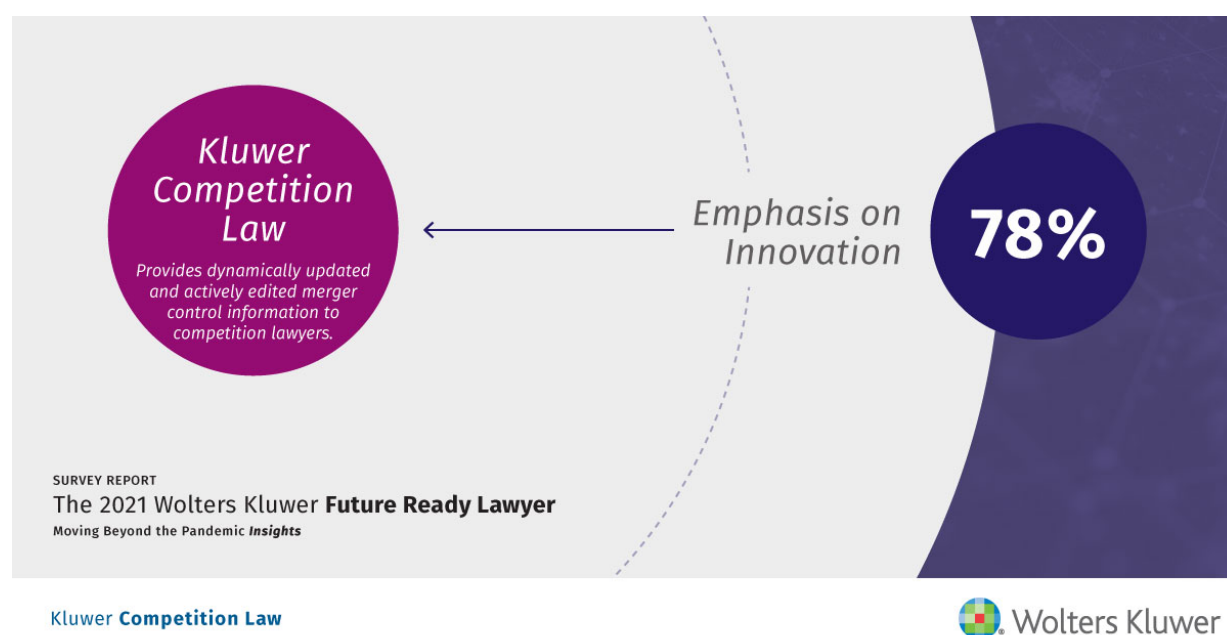 Kluwer
Competition
Law
Provides dynamically updated
and actively edited merger
control information to
competition lawyers.
Emphasis on
Innovation
78%
SURVEY REPORT
The 2021 Wolters Kluwer Future Ready Lawyer
Moving Beyond the Pandemic Insights
Kluwer Competition Law
Wolters Kluwer